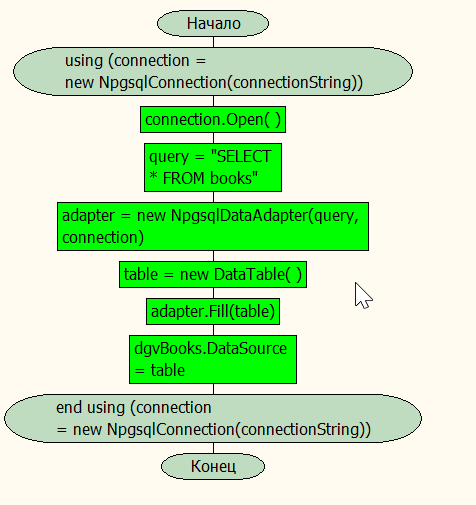 Начало
using (connection =
new NpgsqlConnection(connectionString))
connection.Open( )
query = "SELECT
* FROM books"
adapter = new NpgsqlDataAdapter(query,
connection)
table = new DataTable( )
adapter.Fill(table)
dgvBooks.DataSource
= table
end using (connection
= new NpgsqlConnection(connectionString))
Конец